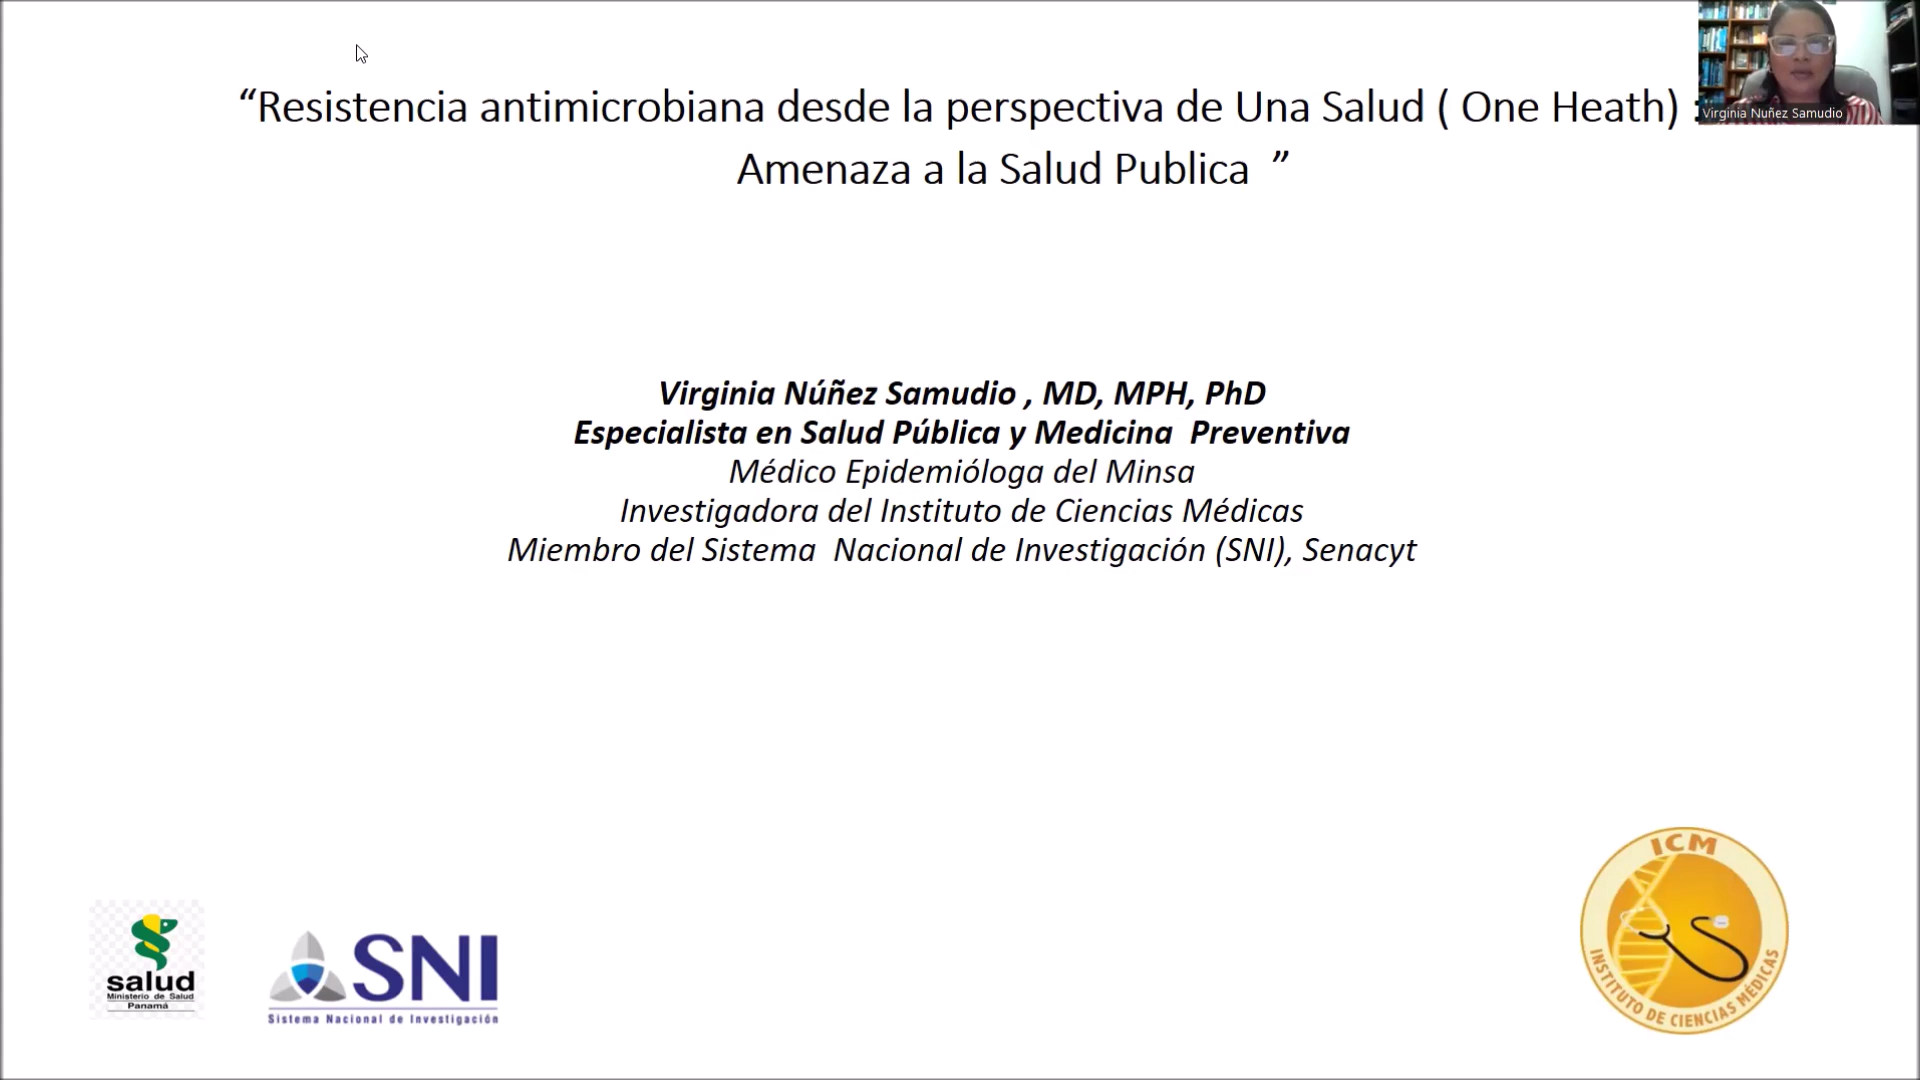 “Resistencia antimicrobiana desde la perspectiva de Una Salud ( One Heath) :
Amenaza a la Salud Publica ”
Virginia Nuñez Samudio
Virginia Núñez Samudio , MD, MPH, PhD
Especialista en Salud Pública y Medicina Preventiva
Médico Epidemióloga del Minsa
Investigadora del Instituto de Ciencias Médicas
Miembro del Sistema Nacional de Investigación (SNI), Senacyt
salud
Ministerio de Salud
Panamá
SNI
Sistema Nacional de Investigación
ICM
INSTITUTO DE CIENCIAS MÉDICAS